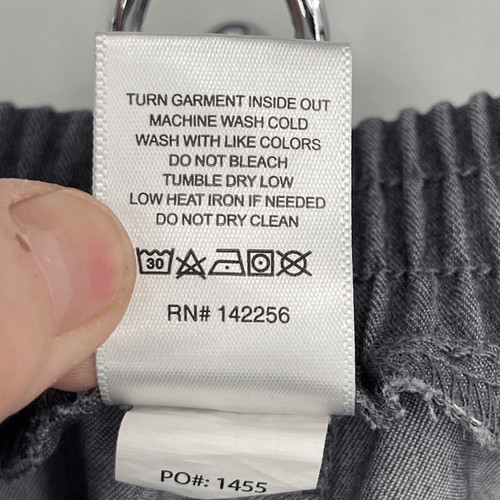 TURN GARMENT INSIDE OUT
MACHINE WASH COLD
WASH WITH LIKE COLORS
DO NOT BLEACH
TUMBLE DRY LOW
LOW HEAT IRON IF NEEDED
DO NOT DRY CLEAN
30
RN# 142256
PO#: 1455